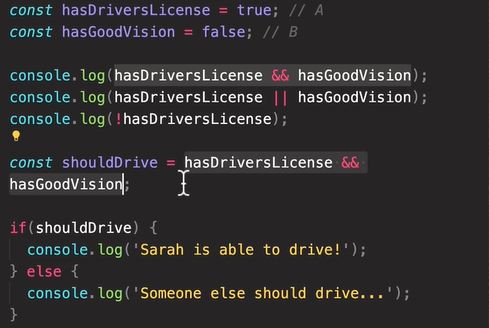 const hasDriversLicense = true; // A
const hasGoodVision = false; // B
console.log(hasDriversLicense && hasGoodVision);
console.log(hasDriversLicense || hasGoodVision);
console.log(!hasDriversLicense);
const shouldDrive = hasDriversLicense &&
hasGoodVision;
if(shouldDrive) {
console.log('Sarah is able to drive!');
} else {
console.log('Someone else should drive...');
}